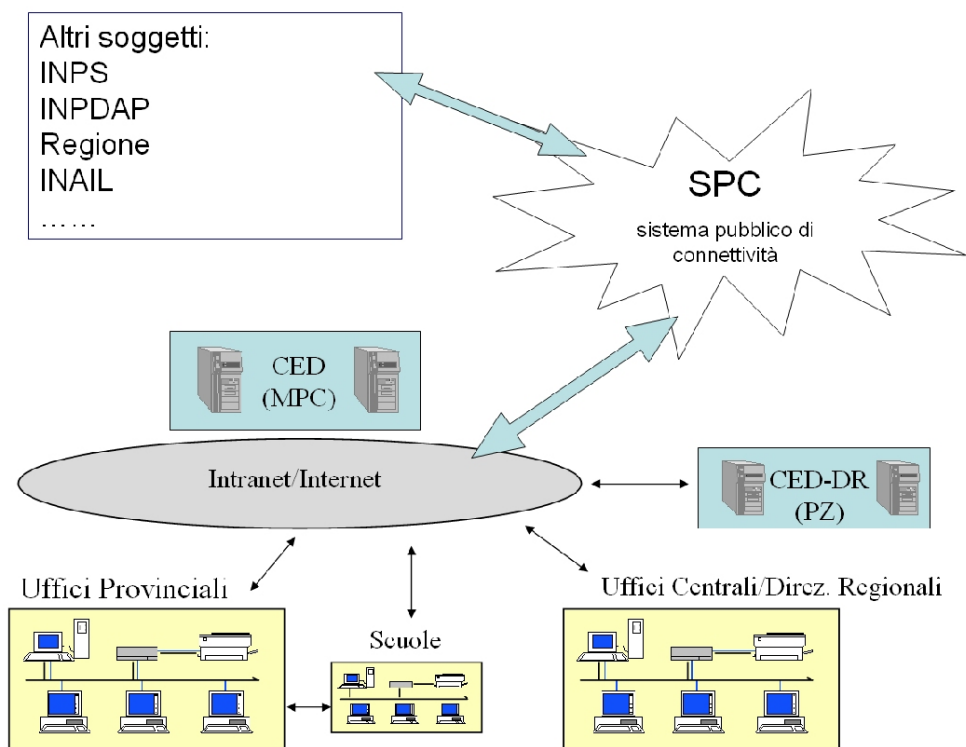 Altri soggetti:
INPS
INPDAP
Regione
INAIL
……
SPC
sistema pubblico di
connettività
CED
(MPC)
Intranet/Internet
CED-DR
(PZ)
Uffici Provinciali
Scuole
Uffici Centrali/Direz. Regionali